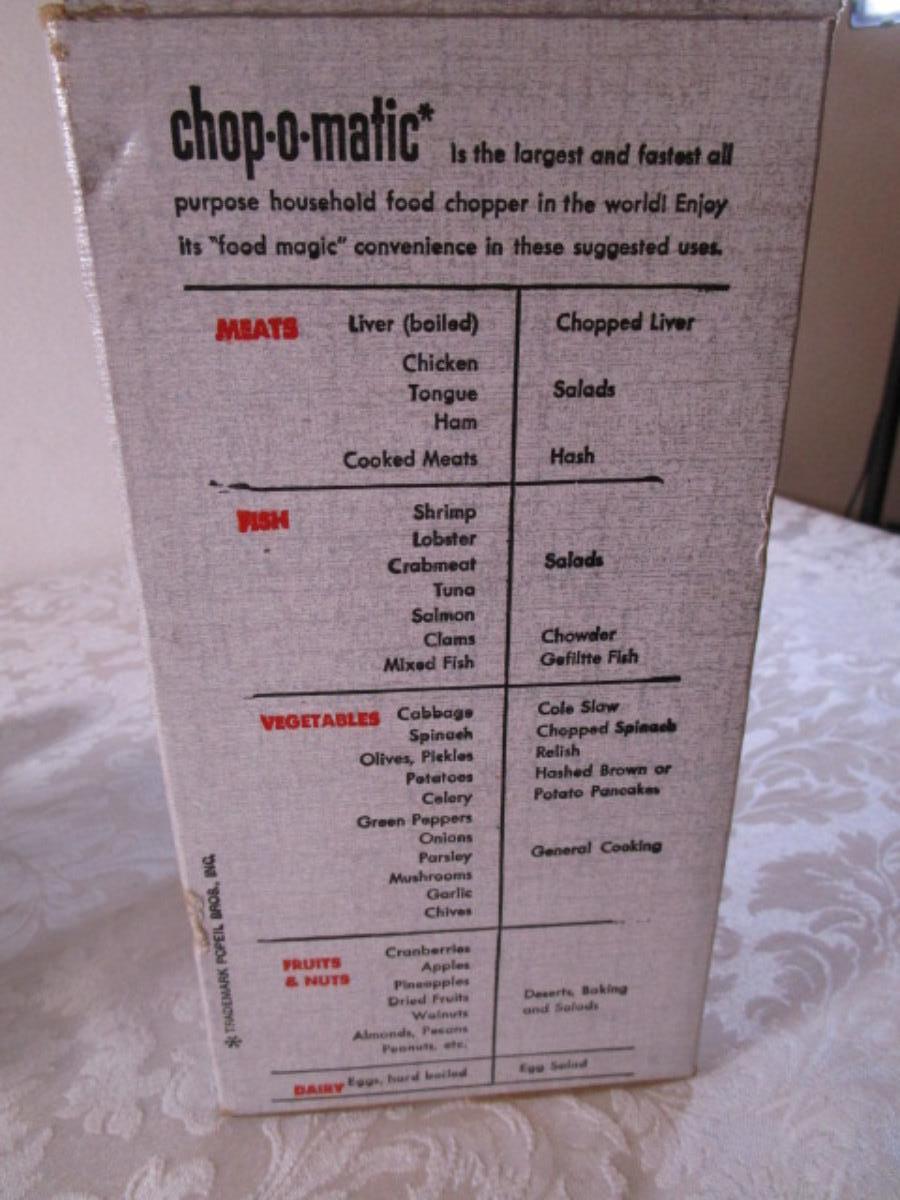 chop·o·matic* Is the largest and fastest all
purpose household food chopper in the world! Enjoy
its "food magic" convenience in these suggested uses.
MEATS Liver (boiled) Chopped Liver
Chicken
Tongue Salads
Ham
Cooked Meats Hash
FISH Shrimp
Lobster
Crabmeat Salads
Tuna
Salmon
Clams Chowder
Mixed Fish Gefiltte Fish
VEGETABLES Cabbage Cole Slaw
Spinach Chopped Spinach
Olives, Pickles Relish
Potatoes Hashed Brown or
Celery Potato Pancakes
Green Peppers
Onions
Parsley General Cooking
Mushrooms
Garlic
Chives
Cranberries
FRUITS Apples
& NUTS Pineapples
Dried Fruits Deserts, Baking
Walnuts and Salads
Almonds, Pecans
Peanuts, etc.
DAIRY Eggs, hard boiled Egg Salad
* TRADEMARK POPEIL BROS., INC.